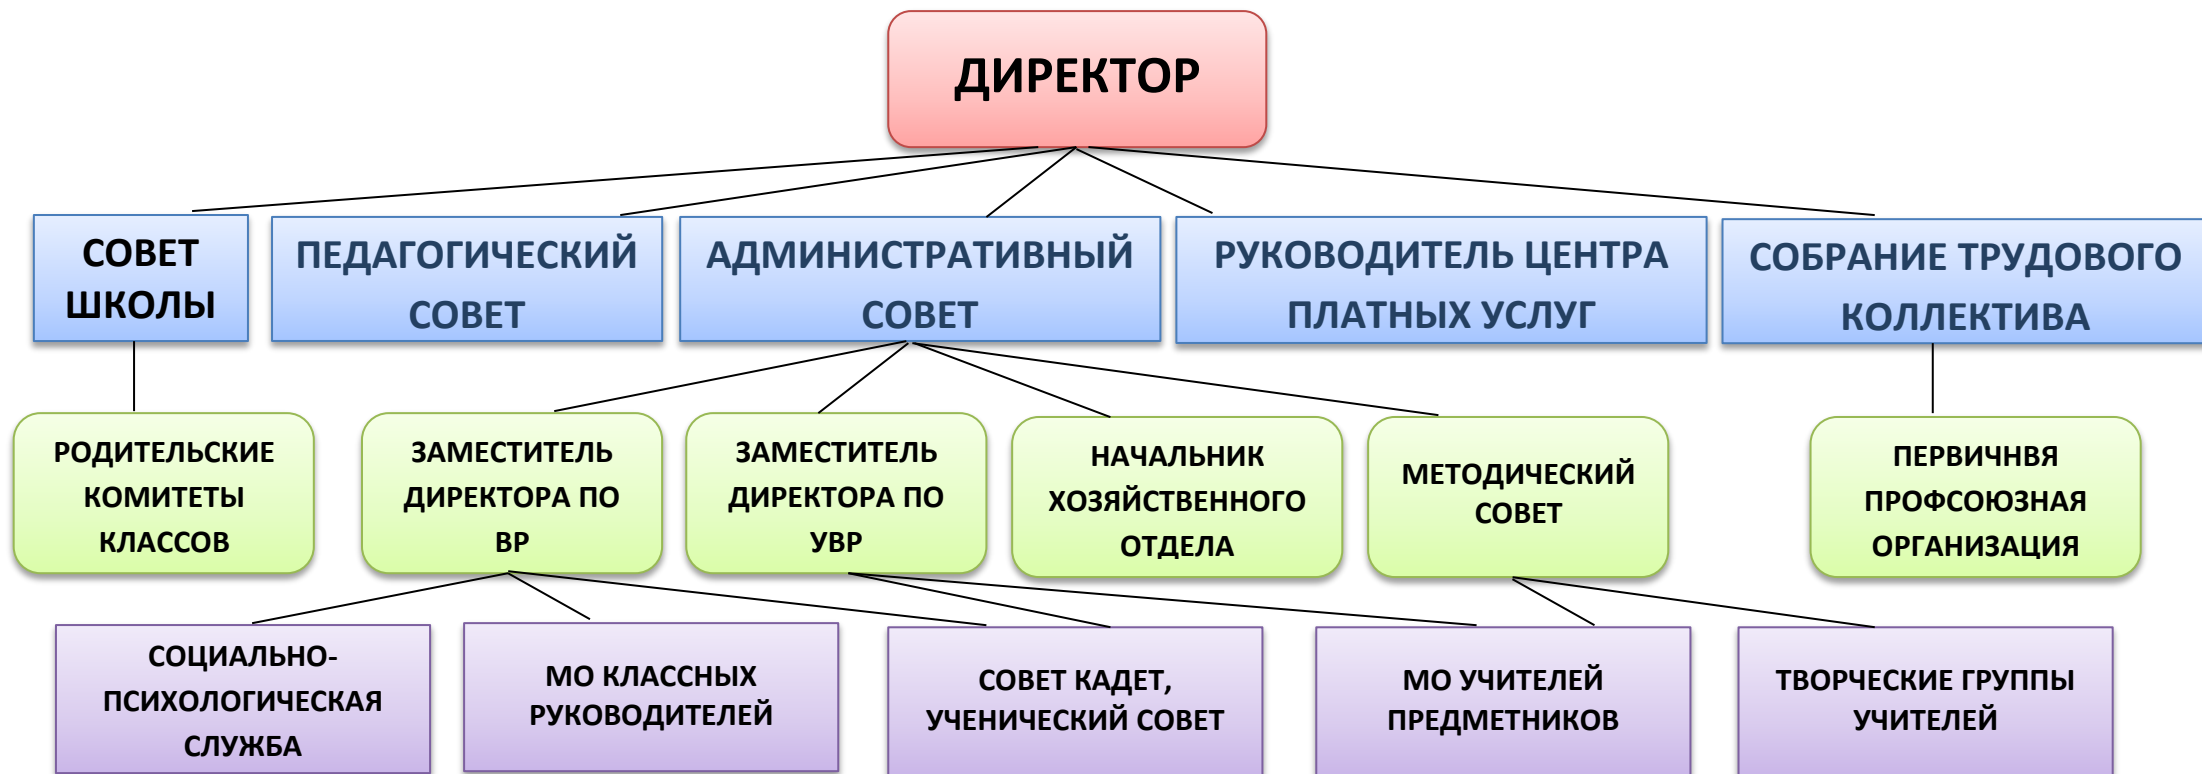 ДИРЕКТОР
СОВЕТ
ШКОЛЫ
ПЕДАГОГИЧЕСКИЙ
СОВЕТ
АДМИНИСТРАТИВНЫЙ
СОВЕТ
РУКОВОДИТЕЛЬ ЦЕНТРА
ПЛАТНЫХ УСЛУГ
СОБРАНИЕ ТРУДОВОГО
КОЛЛЕКТИВА
РОДИТЕЛЬСКИЕ
КОМИТЕТЫ
КЛАССОВ
ЗАМЕСТИТЕЛЬ
ДИРЕКТОРА ПО
ВР
ЗАМЕСТИТЕЛЬ
ДИРЕКТОРА ПО
УВР
НАЧАЛЬНИК
ХОЗЯЙСТВЕННОГО
ОТДЕЛА
МЕТОДИЧЕСКИЙ
СОВЕТ
ПЕРВИЧНВЯ
ПРОФСОЮЗНАЯ
ОРГАНИЗАЦИЯ
СОЦИАЛЬНО-
ПСИХОЛОГИЧЕСКАЯ
СЛУЖБА
МО КЛАССНЫХ
РУКОВОДИТЕЛЕЙ
СОВЕТ КАДЕТ,
УЧЕНИЧЕСКИЙ СОВЕТ
МО УЧИТЕЛЕЙ
ПРЕДМЕТНИКОВ
ТВОРЧЕСКИЕ ГРУППЫ
УЧИТЕЛЕЙ